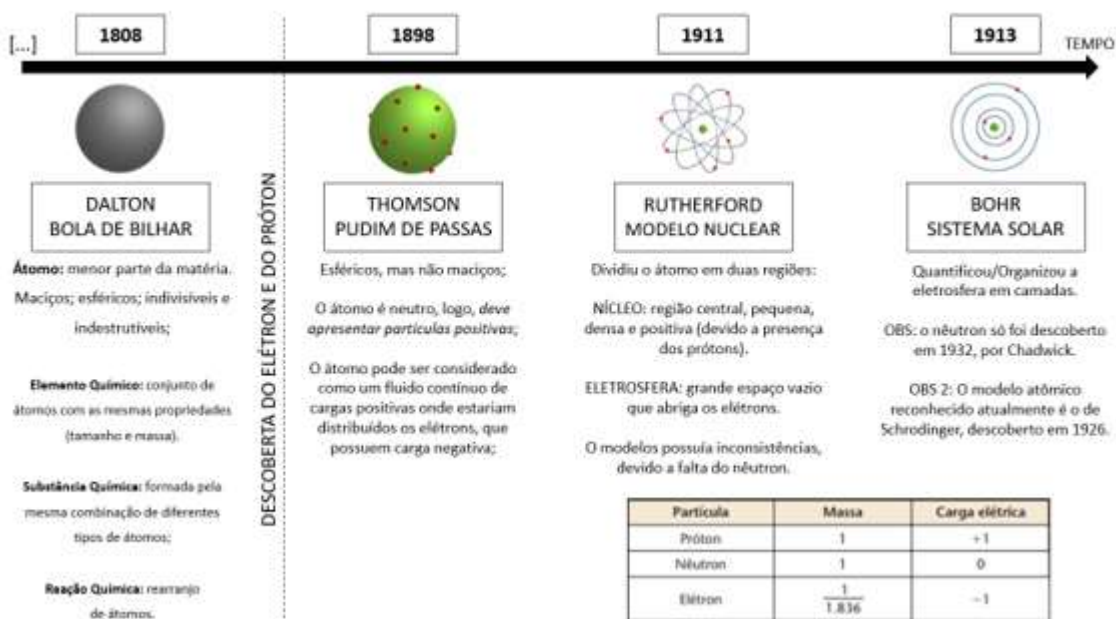 [...]
1808
1898
1911
1913
TEMPO
DALTON
BOLA DE BILHAR
Átomo: menor parte da matéria.
Maciços; esféricos; indivisíveis e
indestrutíveis;
Elemento Químico: conjunto de
átomos com as mesmas propriedades
(tamanho e massa).
Substância Química: formada pela
mesma combinação de diferentes
tipos de átomos;
Reação Química: rearranjo
de átomos.
DESCOBERTA DO ELÉTRON E DO PRÓTON
THOMSON
PUDIM DE PASSAS
Esféricos, mas não maciços;
O átomo é neutro, logo, deve
apresentar partículas positivas;
O átomo pode ser considerado
como um fluido contínuo de
cargas positivas onde estariam
distribuídos os elétrons, que
possuem carga negativa;
RUTHERFORD
MODELO NUCLEAR
Dividiu o átomo em duas regiões:
NÍCLEO: região central, pequena,
densa e positiva (devido a presença
dos prótons).
ELETROSFERA: grande espaço vazio
que abriga os elétrons.
O modelos possuía inconsistências,
devido a falta do nêutron.
BOHR
SISTEMA SOLAR
Quantificou/Organizou a
eletrosfera em camadas.
OBS: o nêutron só foi descoberto
em 1932, por Chadwick.
OBS 2: O modelo atômico
reconhecido atualmente é o de
Schrodinger, descoberto em 1926.
Partícula Massa Carga elétrica
Próton 1 +1
Nêutron 1 0
Elétron 1/1.836 -1